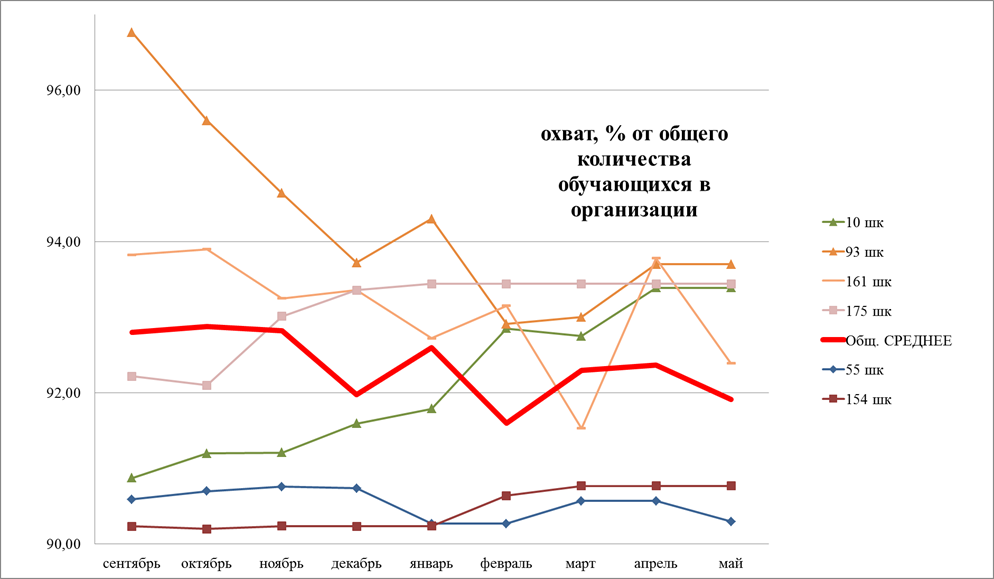 96,00
94,00
92,00
90,00
охват, % от общего
количества
обучающихся в
организации
сентябрь октябрь ноябрь декабрь январь февраль март апрель май
10 шк
93 шк
161 шк
175 шк
Общ. СРЕДНЕЕ
55 шк
154 шк